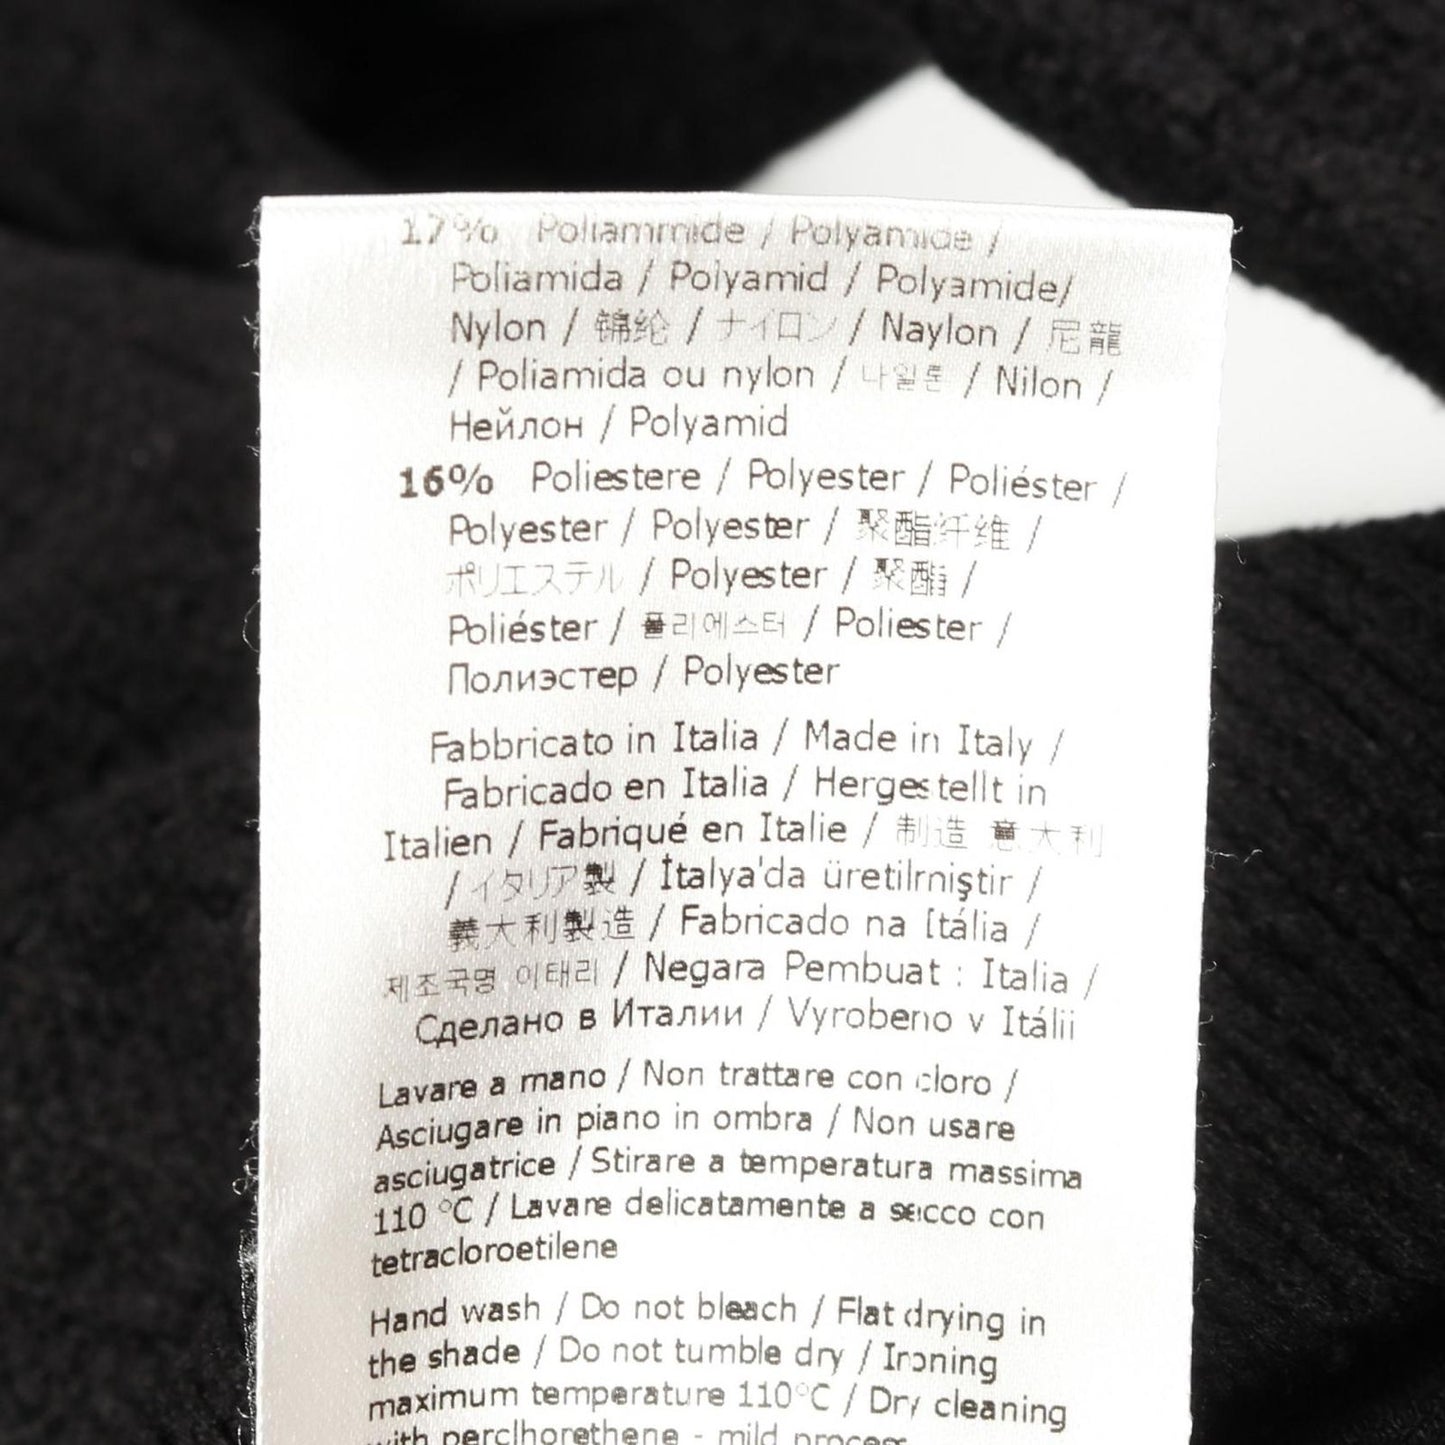 17% Poliammide / Polyamide /
Poliamida / Polyamid / Polyamide/
Nylon / 锦纶 / ナイロン / Naylon / 尼龍
/ Poliamida ou nylon / 나일론 / Nilon /
Нейлон / Polyamid
16% Poliestere / Polyester / Poliéster /
Polyester / Polyester / 聚酯纤维 /
ポリエステル / Polyester / 聚酯 /
Poliéster / 폴리에스터 / Poliester /
Полиэстер / Polyester
Fabbricato in Italia / Made in Italy /
Fabricado en Italia / Hergestellt in
Italien / Fabriqué en Italie / 制造 意大利
/ イタリア製 / İtalya'da üretilmiştir /
義大利製造 / Fabricado na Itália /
제조국명 이태리 / Negara Pembuat : Italia /
Сделано в Италии / Vyrobeno v Itálii
Lavare a mano / Non trattare con cloro /
Asciugare in piano in ombra / Non usare
asciugatrice / Stirare a temperatura massima
110 °C / Lavare delicatamente a secco con
tetracloroetilene
Hand wash / Do not bleach / Flat drying in
the shade / Do not tumble dry / Ironing
maximum temperature 110°C / Dry cleaning
with perclhorethene - mild process